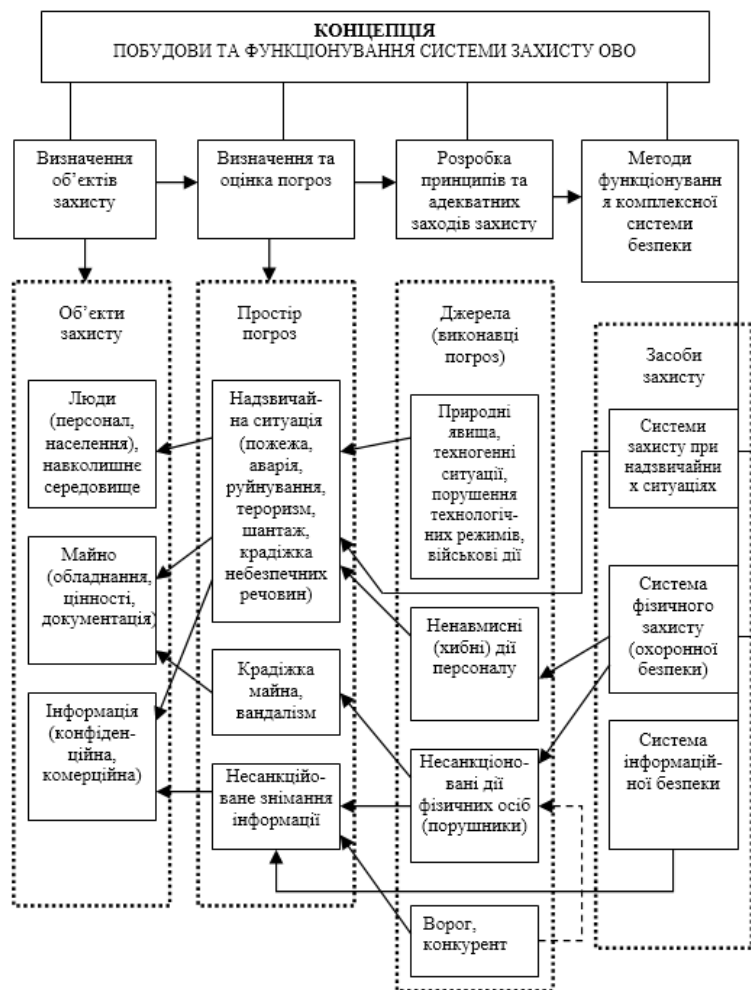 КОНЦЕПЦІЯ
ПОБУДОВИ ТА ФУНКЦІОНУВАННЯ СИСТЕМИ ЗАХИСТУ ОВО
Визначення
об’єктів
захисту
Визначення та
оцінка погроз
Розробка
принципів та
адекватних
заходів захисту
Методи
функціонуванн
я комплексної
системи
безпеки
Об’єкти
захисту
Люди
(персонал,
населення),
навколишнє
середовище
Майно
(обладнання,
цінності,
документація)
Інформація
(конфіден-
ційна,
комерційна)
Простір
погроз
Надзвичай-
на ситуація
(пожежа,
аварія,
руйнування,
тероризм,
шантаж,
крадіжка
небезпечних
речовин)
Крадіжка
майна,
вандалізм
Несанкційо-
ване знімання
інформації
Джерела
(виконавці
погроз)
Природні
явища,
техногенні
ситуації,
порушення
технологіч-
них режимів,
військові дії
Ненавмисні
(хибні) дії
персоналу
Несанкціоно-
вані дії
фізичних осіб
(порушники)
Ворог,
конкурент
Засоби
захисту
Системи
захисту при
надзвичайни
х ситуаціях
Система
фізичного
захисту
(охоронної
безпеки)
Система
інформацій-
ної безпеки